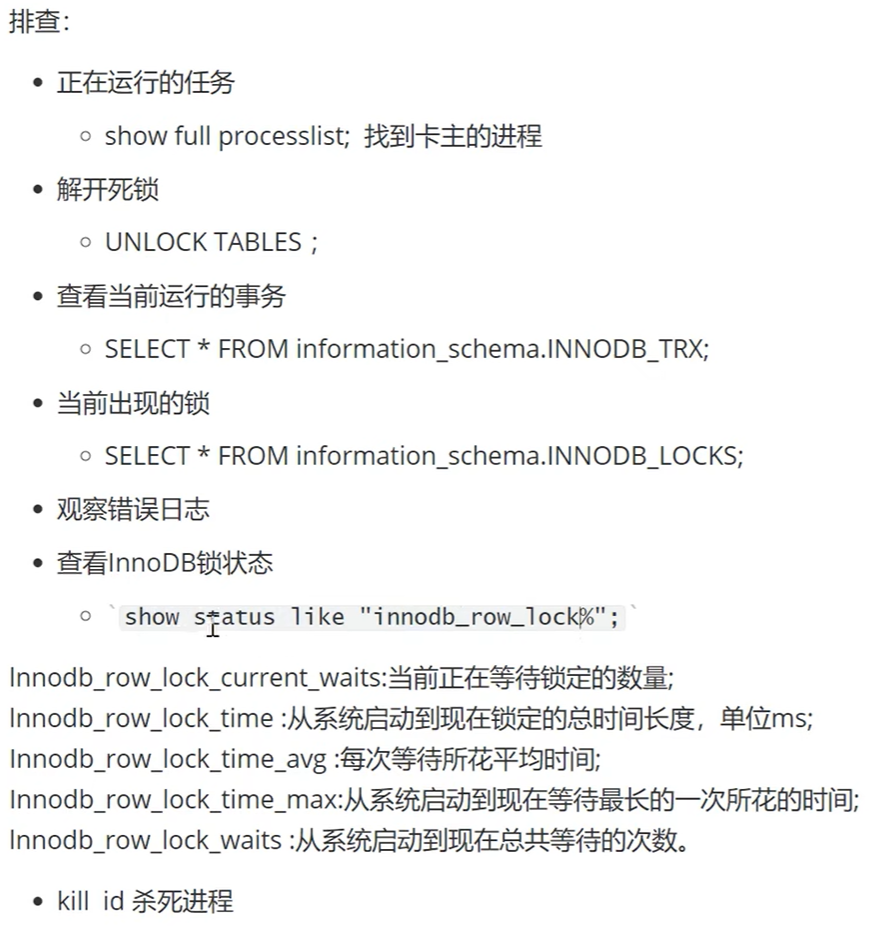 排查：
正在运行的任务
show full processlist;  找到卡主的进程
解开死锁
UNLOCK TABLES；
查看当前运行的事务
SELECT * FROM information_schema.INNODB_TRX;
当前出现的锁
SELECT * FROM information_schema.INNODB_LOCKS;
观察错误日志
查看InnoDB锁状态
`show status like "innodb_row_lock%";`
Innodb_row_lock_current_waits:当前正在等待锁定的数量;
Innodb_row_lock_time :从系统启动到现在锁定的总时间长度，单位ms;
Innodb_row_lock_time_avg :每次等待所花平均时间;
Innodb_row_lock_time_max:从系统启动到现在等待最长的一次所花的时间;
Innodb_row_lock_waits :从系统启动到现在总共等待的次数。
kill  id 杀死进程